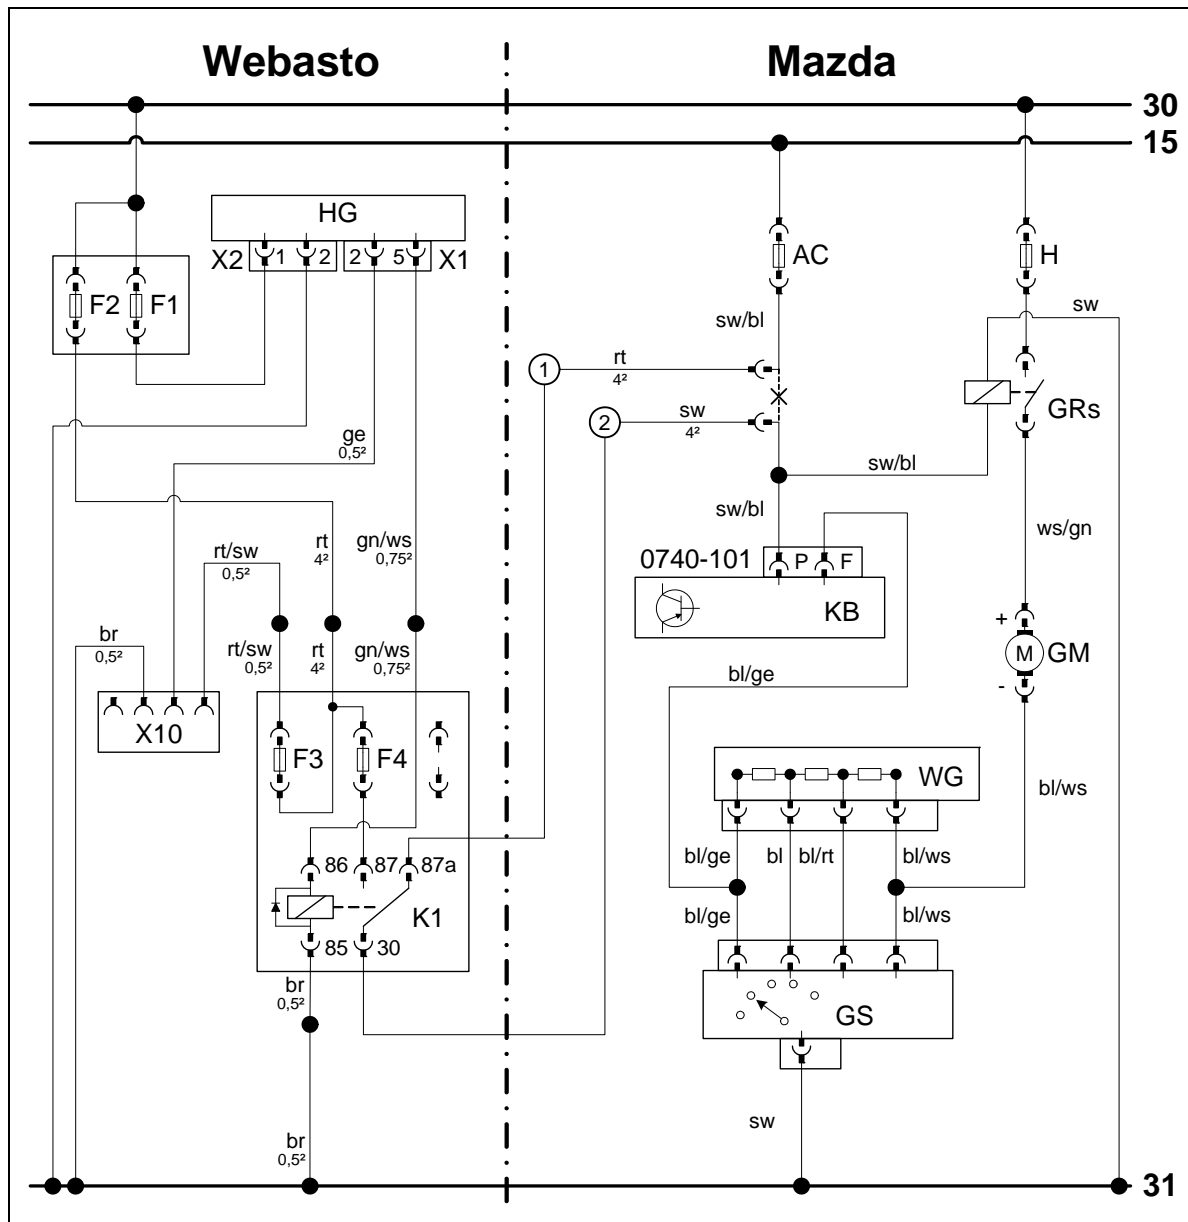 Webasto
Mazda
30
15
HG
X2
1
2
2
5
X1
AC
H
F2
F1
sw/bl
sw
1
rt
4²
2
sw
4²
GRs
ge
0,5²
sw/bl
sw/bl
ws/gn
rt/sw
0,5²
rt
4²
gn/ws
0,75²
0740-101
P
F
KB
br
0,5²
rt/sw
0,5²
rt
4²
gn/ws
0,75²
+
M
GM
-
bl/ge
X10
F3
F4
WG
bl/ws
86
87
87a
bl/ge
bl
bl/rt
bl/ws
K1
bl/ge
bl/ws
85
30
br
0,5²
GS
sw
br
0,5²
31